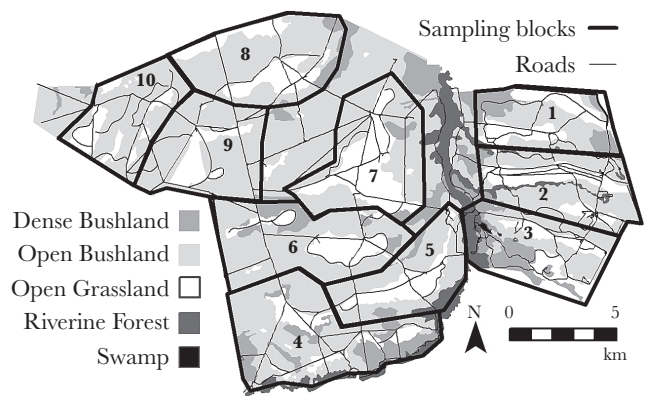 Sampling blocks
Roads
8
10
1
9
7
2
Dense Bushland
3
Open Bushland
6
5
Open Grassland
N
0
5
Riverine Forest
km
4
Swamp